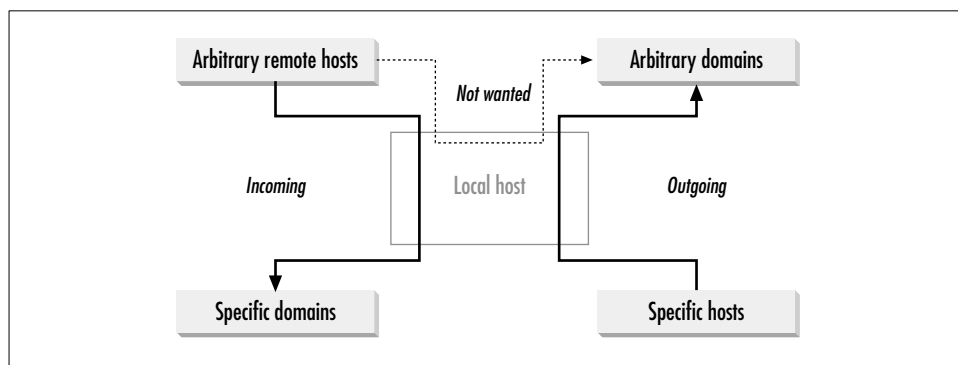 Arbitrary remote hosts
Arbitrary domains
Not wanted
Incoming
Local host
Outgoing
Specific domains
Specific hosts